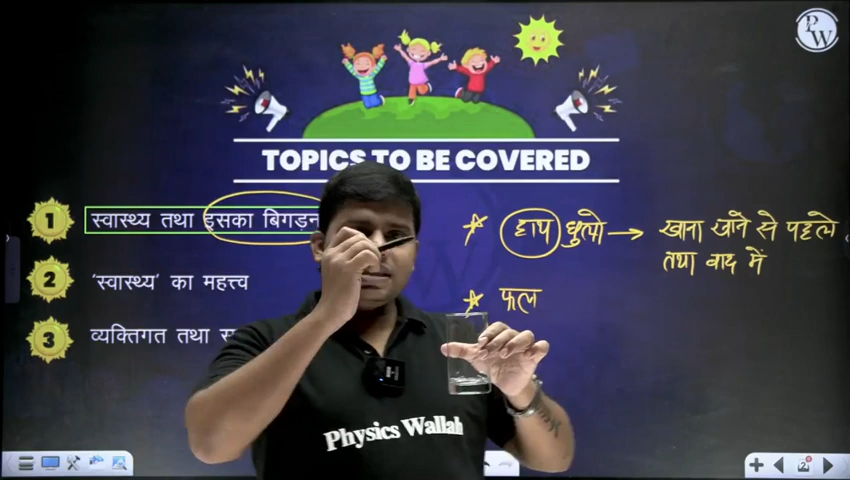 PW
TOPICS TO BE COVERED
1 स्वास्थ्य तथा इसका बिगड़न
2 'स्वास्थ्य' का महत्त्व
3 व्यक्तिगत तथा स
* हाथ धुलो → खाना खाने से पहले
तथा बाद में
* फल
Physics Wallah
2